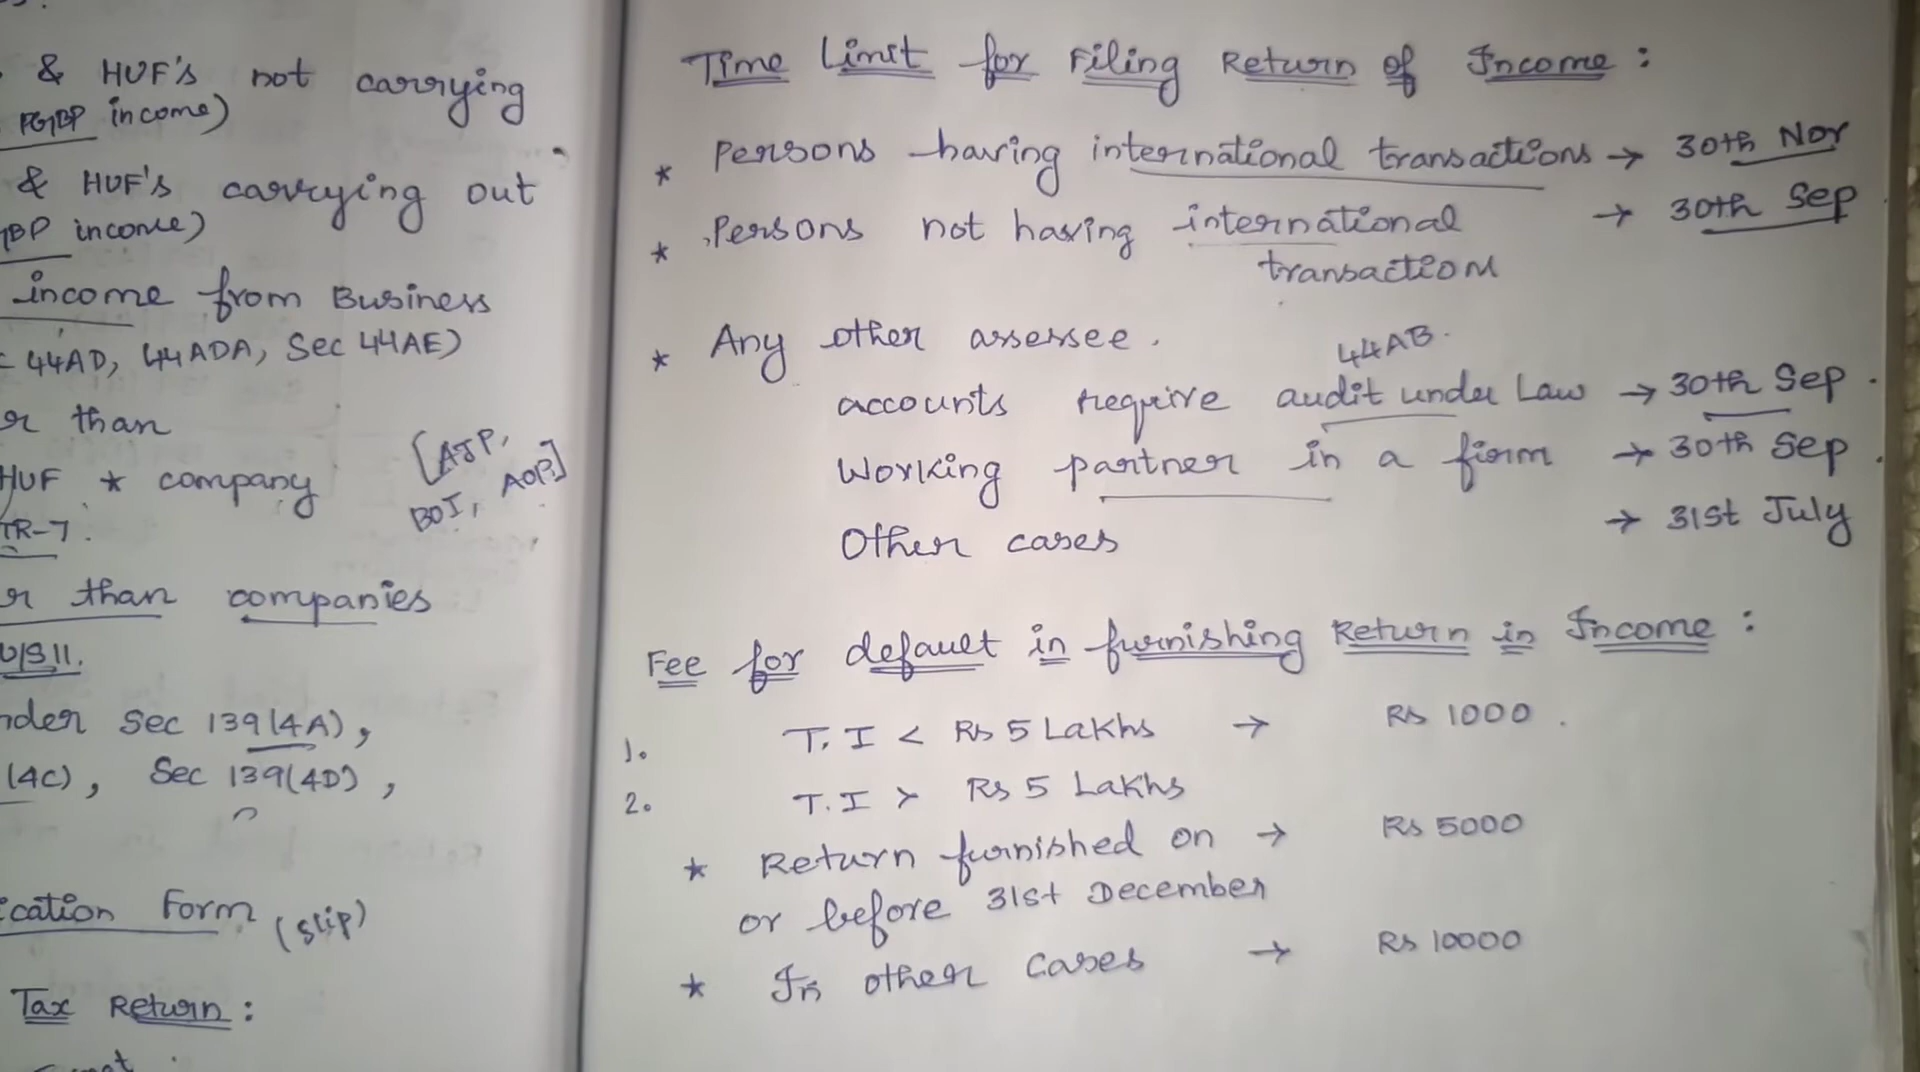 & HUF's not carrying
PGBP income)
& HUF's carrying out
BP income)
income from Business
44AD, 44ADA, Sec 44AE)
than
HUF * company [AJP,
BOI, AOP]
TR-7.
than companies
U/S 11.
nder Sec 139(4A),
(4C), Sec 139(4D),
ication Form (slip)
Tax Return:
Time Limit for Filing Return of Income:
* Persons having international transactions → 30th Nov
* Persons not having international → 30th Sep
transaction
* Any other assessee.
44AB.
accounts require audit under Law → 30th Sep.
Working partner in a firm → 30th Sep.
Other cases → 31st July
Fee for default in furnishing Return in Income:
1. T.I < Rs 5 Lakhs → Rs 1000.
2. T.I > Rs 5 Lakhs
* Return furnished on → Rs 5000
or before 31st December
* In other cases → Rs 10000